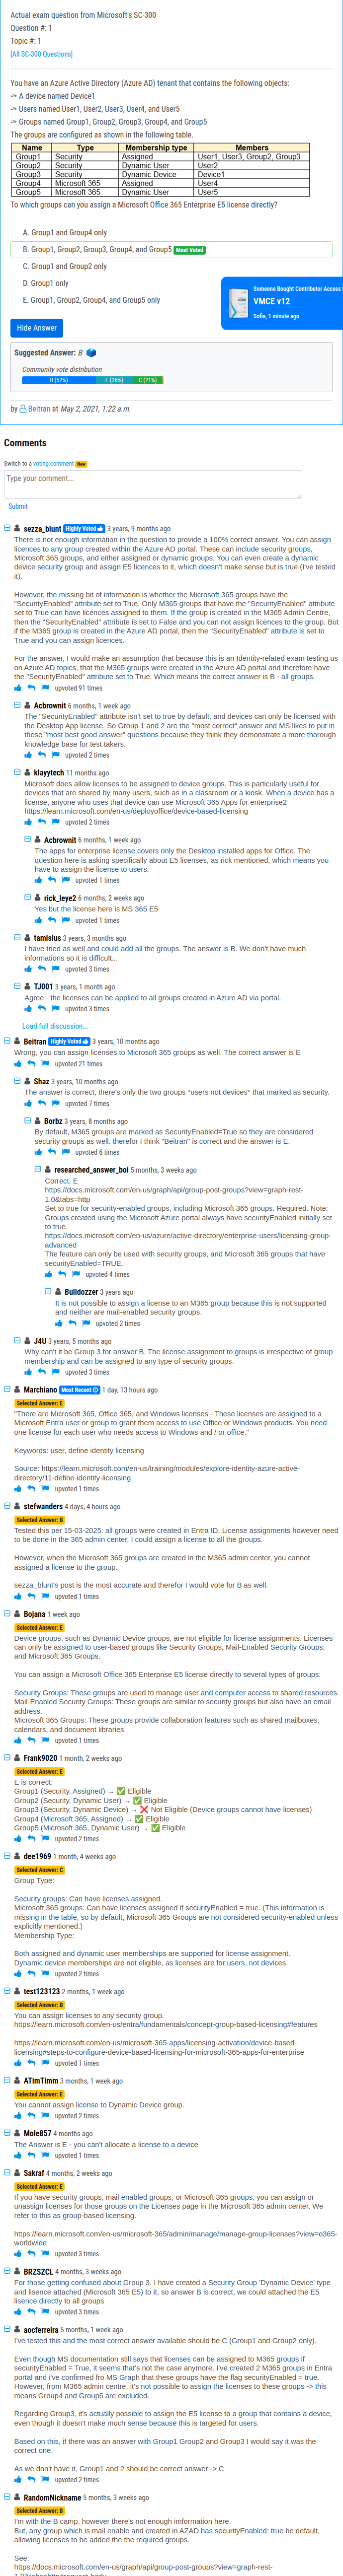 Actual exam question from Microsoft's SC-300
Question #: 1
Topic #: 1
[All SC-300 Questions]
You have an Azure Active Directory (Azure AD) tenant that contains the following objects:
✑ A device named Device1
✑ Users named User1, User2, User3, User4, and User5
✑ Groups named Group1, Group2, Group3, Group4, and Group5
The groups are configured as shown in the following table.
Name Type Membership type Members
Group1 Security Assigned User1, User3, Group2, Group3
Group2 Security Dynamic User User2
Group3 Security Dynamic Device Device1
Group4 Microsoft 365 Assigned User4
Group5 Microsoft 365 Dynamic User User5
To which groups can you assign a Microsoft Office 365 Enterprise E5 license directly?
A. Group1 and Group4 only
B. Group1, Group2, Group3, Group4, and Group5 Most Voted
C. Group1 and Group2 only
D. Group1 only
E. Group1, Group2, Group4, and Group5 only
Someone Bought Contributor Access
VMCE v12
Sofia, 1 minute ago
Hide Answer
Suggested Answer: B
Community vote distribution
B (52%) E (26%) C (21%)
by Beitran at May 2, 2021, 1:22 a.m.
Comments
Switch to a voting comment New
Type your comment...
Submit
sezza_blunt Highly Voted 3 years, 9 months ago
There is not enough information in the question to provide a 100% correct answer. You can assign
licences to any group created within the Azure AD portal. These can include security groups,
Microsoft 365 groups, and either assigned or dynamic groups. You can even create a dynamic
device security group and assign E5 licences to it, which doesn't make sense but is true (I've tested
it).
However, the missing bit of information is whether the Microsoft 365 groups have the
"SecurityEnabled" attribute set to True. Only M365 groups that have the "SecurityEnabled" attribute
set to True can have licences assigned to them. If the group is created in the M365 Admin Centre,
then the "SecurityEnabled" attribute is set to False and you can not assign licences to the group. But
if the M365 group is created in the Azure AD portal, then the "SecurityEnabled" attribute is set to
True and you can assign licences.
For the answer, I would make an assumption that because this is an Identity-related exam testing us
on Azure AD topics, that the M365 groups were created in the Azure AD portal and therefore have
the "SecurityEnabled" attribute set to True. Which means the correct answer is B - all groups.
upvoted 91 times
Acbrownit 6 months, 1 week ago
The "SecurityEnabled" attribute isn't set to true by default, and devices can only be licensed with
the Desktop App license. So Group 1 and 2 are the "most correct" answer and MS likes to put in
these "most best good answer" questions because they think they demonstrate a more thorough
knowledge base for test takers.
upvoted 2 times
klayytech 11 months ago
Microsoft does allow licenses to be assigned to device groups. This is particularly useful for
devices that are shared by many users, such as in a classroom or a kiosk. When a device has a
license, anyone who uses that device can use Microsoft 365 Apps for enterprise2
https://learn.microsoft.com/en-us/deployoffice/device-based-licensing
upvoted 2 times
Acbrownit 6 months, 1 week ago
The apps for enterprise license covers only the Desktop installed apps for Office. The
question here is asking specifically about E5 licenses, as rick mentioned, which means you
have to assign the license to users.
upvoted 1 times
rick_leye2 6 months, 2 weeks ago
Yes but the license here is MS 365 E5
upvoted 1 times
tamisius 3 years, 3 months ago
I have tried as well and could add all the groups. The answer is B. We don't have much
informations so it is difficult...
upvoted 3 times
TJ001 3 years, 1 month ago
Agree - the licenses can be applied to all groups created in Azure AD via portal.
upvoted 3 times
Load full discussion...
Beitran Highly Voted 3 years, 10 months ago
Wrong, you can assign licenses to Microsoft 365 groups as well. The correct answer is E
upvoted 21 times
Shaz 3 years, 10 months ago
The answer is correct, there's only the two groups *users not devices* that marked as security.
upvoted 7 times
Borbz 3 years, 8 months ago
By default, M365 groups are marked as SecurityEnabled=True so they are considered
security groups as well. therefor I think "Beitran" is correct and the answer is E.
upvoted 6 times
researched_answer_boi 5 months, 3 weeks ago
Correct, E
https://docs.microsoft.com/en-us/graph/api/group-post-groups?view=graph-rest-
1.0&tabs=http
Set to true for security-enabled groups, including Microsoft 365 groups. Required. Note:
Groups created using the Microsoft Azure portal always have securityEnabled initially set
to true.
https://docs.microsoft.com/en-us/azure/active-directory/enterprise-users/licensing-group-
advanced
The feature can only be used with security groups, and Microsoft 365 groups that have
securityEnabled=TRUE.
upvoted 4 times
Bulldozzer 3 years ago
It is not possible to assign a license to an M365 group because this is not supported
and neither are mail-enabled security groups.
upvoted 2 times
J4U 3 years, 5 months ago
Why can't it be Group 3 for answer B. The license assignment to groups is irrespective of group
membership and can be assigned to any type of security groups.
upvoted 3 times
Marchiano Most Recent 1 day, 13 hours ago
Selected Answer: E
"There are Microsoft 365, Office 365, and Windows licenses - These licenses are assigned to a
Microsoft Entra user or group to grant them access to use Office or Windows products. You need
one license for each user who needs access to Windows and / or office."
Keywords: user, define identity licensing
Source: https://learn.microsoft.com/en-us/training/modules/explore-identity-azure-active-
directory/11-define-identity-licensing
upvoted 1 times
stefwanders 4 days, 4 hours ago
Selected Answer: B
Tested this per 15-03-2025: all groups were created in Entra ID. License assignments however need
to be done in the 365 admin center, I could assign a license to all the groups.
However, when the Microsoft 365 groups are created in the M365 admin center, you cannot
assigned a license to the group.
sezza_blunt's post is the most accurate and therefor I would vote for B as well.
upvoted 1 times
Bojana 1 week ago
Selected Answer: E
Device groups, such as Dynamic Device groups, are not eligible for license assignments. Licenses
can only be assigned to user-based groups like Security Groups, Mail-Enabled Security Groups,
and Microsoft 365 Groups.
You can assign a Microsoft Office 365 Enterprise E5 license directly to several types of groups:
Security Groups: These groups are used to manage user and computer access to shared resources.
Mail-Enabled Security Groups: These groups are similar to security groups but also have an email
address.
Microsoft 365 Groups: These groups provide collaboration features such as shared mailboxes,
calendars, and document libraries
upvoted 1 times
Frank9020 1 month, 2 weeks ago
Selected Answer: E
E is correct:
Group1 (Security, Assigned) → ✅ Eligible
Group2 (Security, Dynamic User) → ✅ Eligible
Group3 (Security, Dynamic Device) → ❌ Not Eligible (Device groups cannot have licenses)
Group4 (Microsoft 365, Assigned) → ✅ Eligible
Group5 (Microsoft 365, Dynamic User) → ✅ Eligible
upvoted 2 times
dee1969 1 month, 4 weeks ago
Selected Answer: C
Group Type:
Security groups: Can have licenses assigned.
Microsoft 365 groups: Can have licenses assigned if securityEnabled = true. (This information is
missing in the table, so by default, Microsoft 365 Groups are not considered security-enabled unless
explicitly mentioned.)
Membership Type:
Both assigned and dynamic user memberships are supported for license assignment.
Dynamic device memberships are not eligible, as licenses are for users, not devices.
upvoted 2 times
test123123 2 months, 1 week ago
Selected Answer: B
You can assign licenses to any security group.
https://learn.microsoft.com/en-us/entra/fundamentals/concept-group-based-licensing#features
https://learn.microsoft.com/en-us/microsoft-365-apps/licensing-activation/device-based-
licensing#steps-to-configure-device-based-licensing-for-microsoft-365-apps-for-enterprise
upvoted 1 times
ATimTimm 3 months, 1 week ago
Selected Answer: E
You cannot assign license to Dynamic Device group.
upvoted 2 times
Mole857 4 months ago
The Answer is E - you can't allocate a license to a device
upvoted 1 times
Sakraf 4 months, 2 weeks ago
Selected Answer: E
If you have security groups, mail enabled groups, or Microsoft 365 groups, you can assign or
unassign licenses for those groups on the Licenses page in the Microsoft 365 admin center. We
refer to this as group-based licensing.
https://learn.microsoft.com/en-us/microsoft-365/admin/manage/manage-group-licenses?view=o365-
worldwide
upvoted 3 times
BRZSZCL 4 months, 3 weeks ago
For those getting confused about Group 3. I have created a Security Group 'Dynamic Device' type
and lisence attached (Microsoft 365 E5) to it, so answer B is correct, we could attached the E5
lisence directly to all groups
upvoted 3 times
aocferreira 5 months, 1 week ago
I've tested this and the most correct answer available should be C (Group1 and Group2 only).
Even though MS documentation still says that licenses can be assigned to M365 groups if
securityEnabled = True, it seems that's not the case anymore. I've created 2 M365 groups in Entra
portal and i've confirmed fro MS Graph that these groups have the flag securityEnabled = true.
However, from M365 admin centre, it's not possible to assign the licenses to these groups -> this
means Group4 and Group5 are excluded.
Regarding Group3, it's actually possible to assign the E5 license to a group that contains a device,
even though it doesn't make much sense because this is targeted for users.
Based on this, if there was an answer with Group1 Group2 and Group3 I would say it was the
correct one.
As we don't have it, Group1 and 2 should be correct answer -> C
upvoted 2 times
RandomNickname 5 months, 3 weeks ago
Selected Answer: B
I'm with the B camp, however there's not enough imformation here.
But, any group which is mail enable and created in AZAD has securityEnabled: true be default,
allowing licenses to be added the the required groups.
See:
https://docs.microsoft.com/en-us/graph/api/group-post-groups?view=graph-rest-